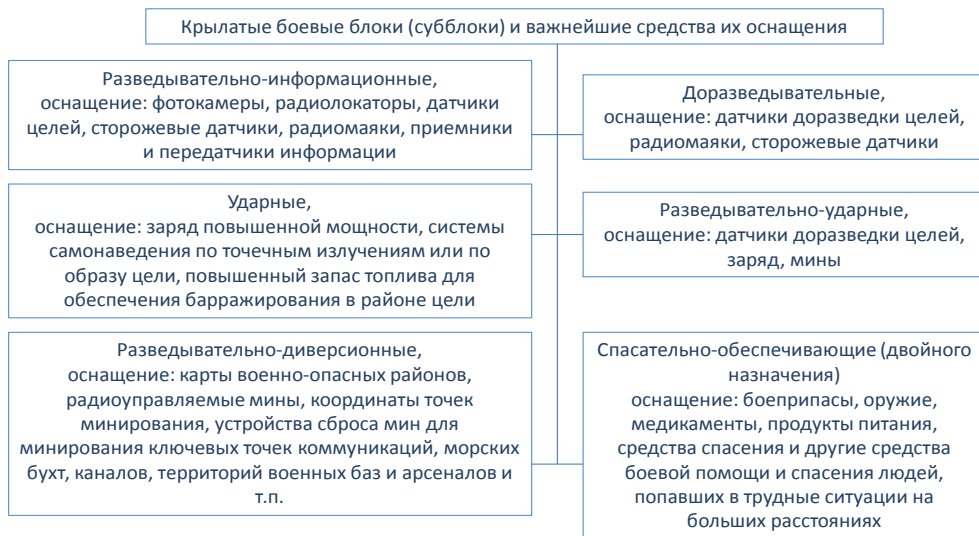 Крылатые боевые блоки (субблоки) и важнейшие средства их оснащения
Разведывательно-информационные,
оснащение: фотокамеры, радиолокаторы, датчики
целей, сторожевые датчики, радиомаяки, приемники
и передатчики информации
Доразведывательные,
оснащение: датчики доразведки целей,
радиомаяки, сторожевые датчики
Ударные,
оснащение: заряд повышенной мощности, системы
самонаведения по точечным излучениям или по
образу цели, повышенный запас топлива для
обеспечения барражирования в районе цели
Разведывательно-ударные,
оснащение: датчики доразведки целей,
заряд, мины
Разведывательно-диверсионные,
оснащение: карты военно-опасных районов,
радиоуправляемые мины, координаты точек
минирования, устройства сброса мин для
минирования ключевых точек коммуникаций, морских
бухт, каналов, территорий военных баз и арсеналов и
т.п.
Спасательно-обеспечивающие (двойного
назначения)
оснащение: боеприпасы, оружие,
медикаменты, продукты питания,
средства спасения и другие средства
боевой помощи и спасения людей,
попавших в трудные ситуации на
больших расстояниях